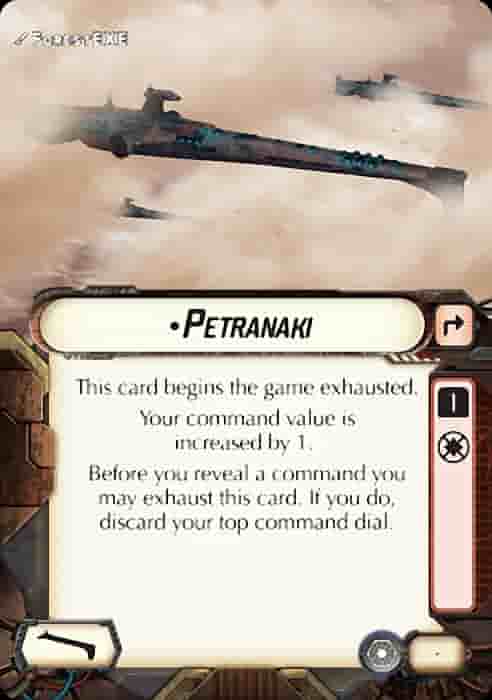 ForestEXE
•PETRANAKI
This card begins the game exhausted.
1
Your command value is
increased by 1.
Before you reveal a command you
may exhaust this card. If you do,
discard your top command dial.